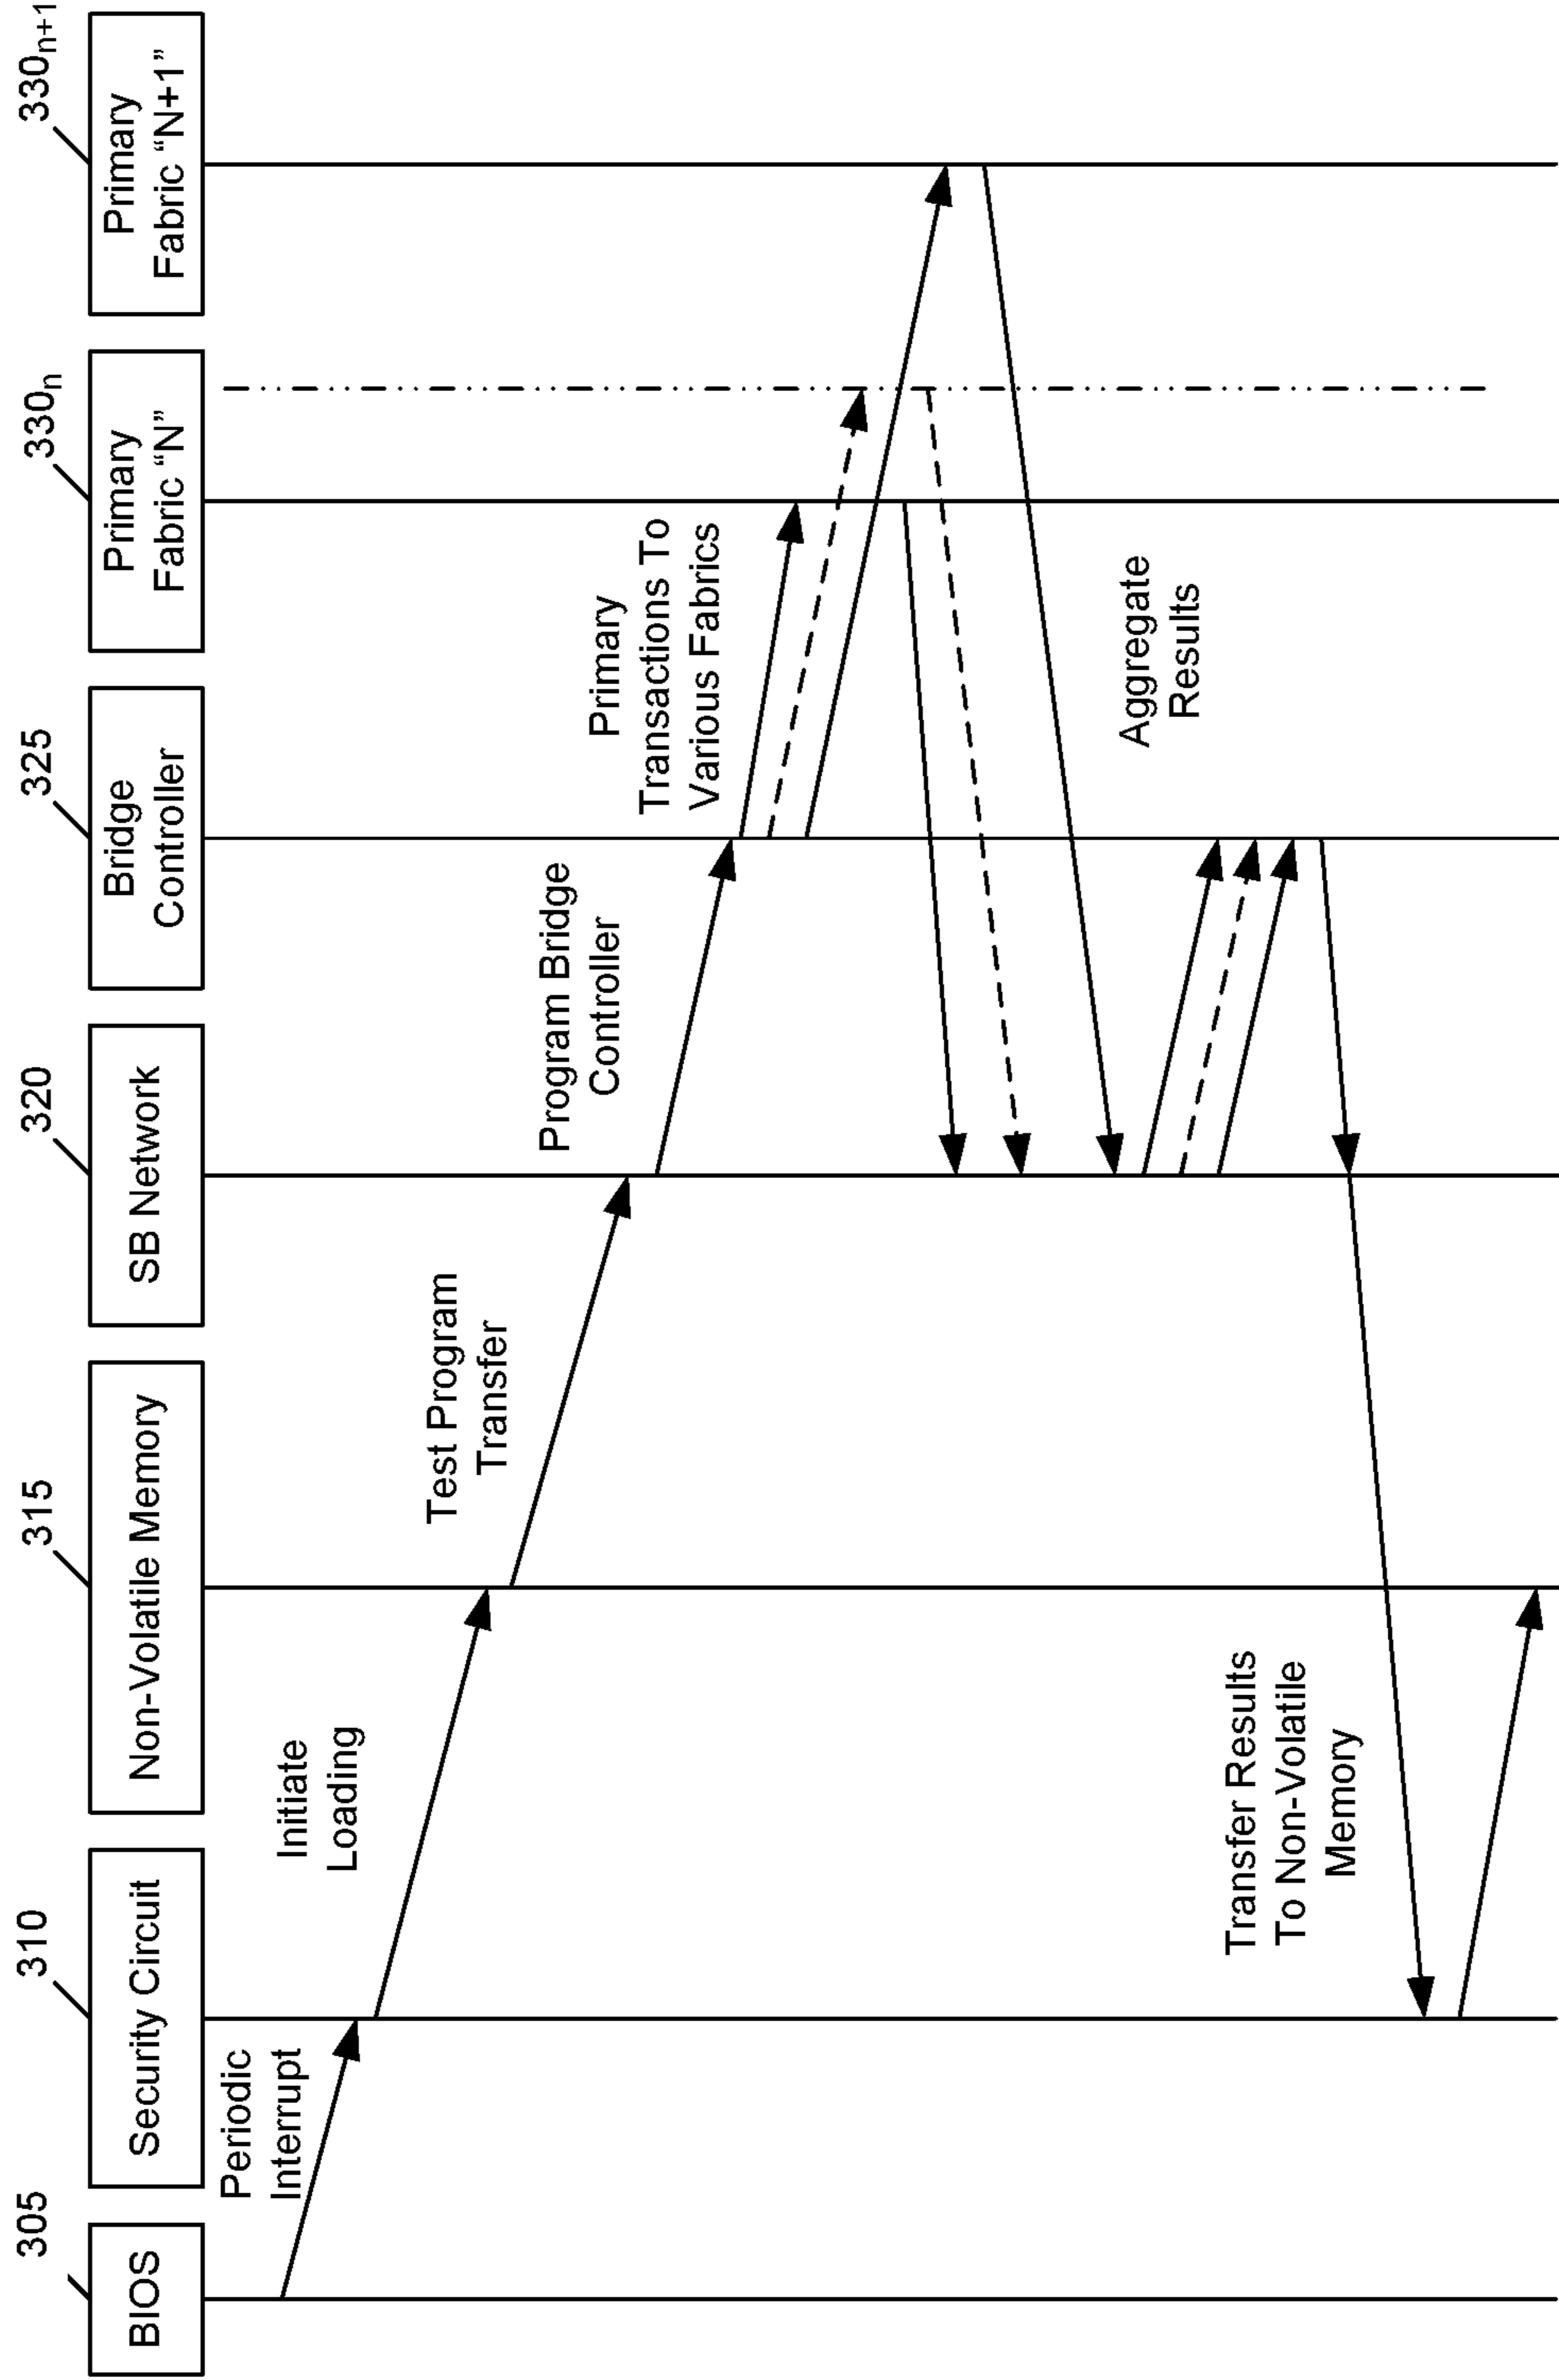 305
310
315
320
325
330n
330n+1
BIOS
Security Circuit
Non-Volatile Memory
SB Network
Bridge
Controller
Primary
Fabric “N”
Primary
Fabric “N+1”
Periodic
Interrupt
Initiate
Loading
Test Program
Transfer
Program Bridge
Controller
Primary
Transactions To
Various Fabrics
Aggregate
Results
Transfer Results
To Non-Volatile
Memory